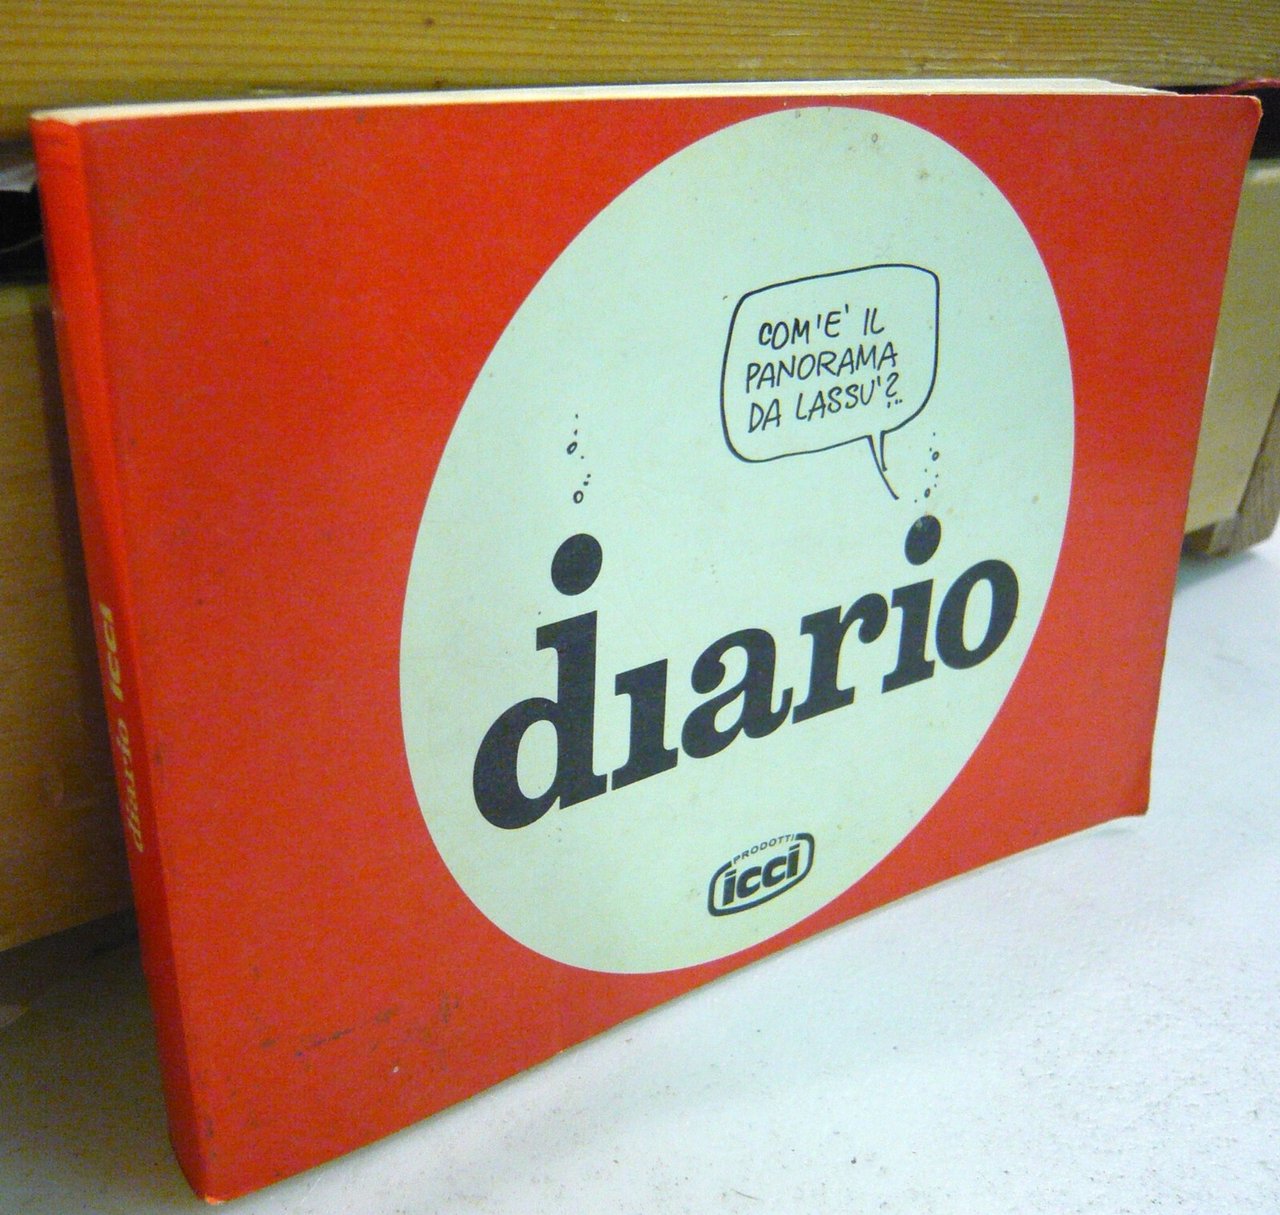 COM'E' IL
PANORAMA
DA LASSU'?..
diario
PRODOTTI
icci
diario icci